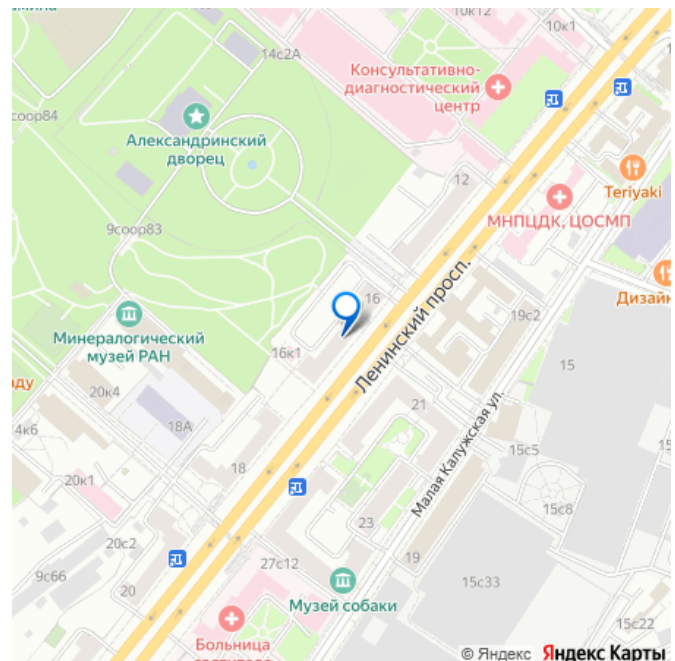 10к12
10к1
14с2А
Консультативно-
диагностический
центр
соор84
Александринский
дворец
12
Teriyaki
МНПЦДК, ЦОСМП
9соор83
Дизай
16
Ленинский просп.
19с2
Минералогический
музей РАН
16к1
15
20к4
21
18А
4к6
Малая Калужская ул.
15с5
18
20к1
15с8
23
20с2
19
27с12
9с66
15с33
20
Музей собаки
15с22
Больница
© Яндекс Яндекс Карты